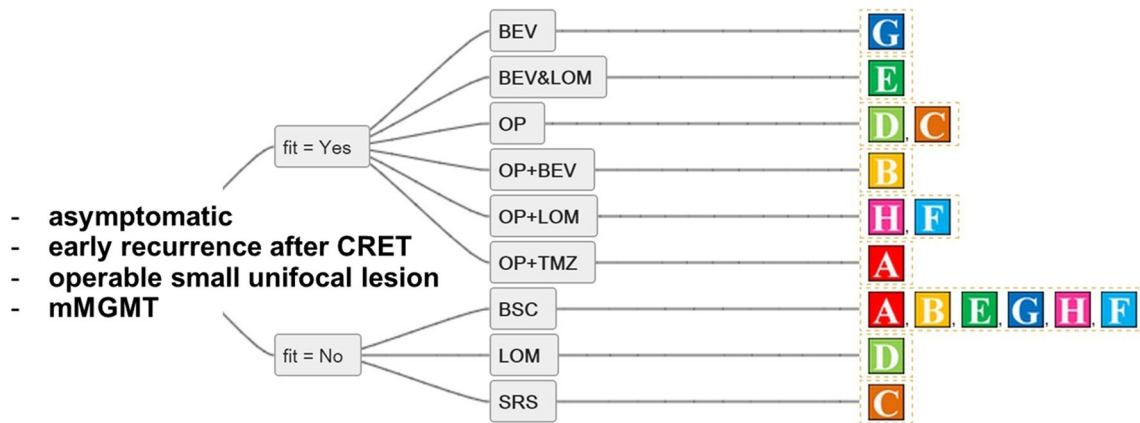 BEV G
BEV&LOM E
OP D, C
fit = Yes
OP+BEV B
OP+LOM H, F
- asymptomatic
- early recurrence after CRET
OP+TMZ A
- operable small unifocal lesion
- mMGMT
BSC A, B, E, G, H, F
fit = No
LOM D
SRS C